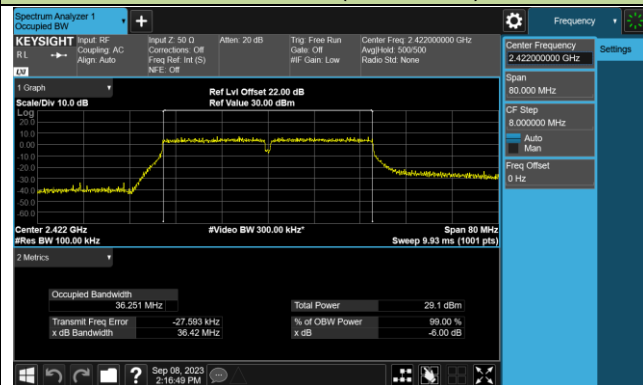 Spectrum Analyzer 1
Occupied BW
Frequency
KEYSIGHT Input: RF
RL Coupling: AC
Align: Auto
LXI
Input Z: 50 Ω
Corrections: Off
Freq Ref: Int (S)
NFE: Off
Atten: 20 dB
Trig: Free Run
Gate: Off
#IF Gain: Low
Center Freq: 2.422000000 GHz
Avg|Hold: 500/500
Radio Std: None
Center Frequency
2.422000000 GHz
Settings
Span
80.000 MHz
CF Step
8.000000 MHz
Auto
Man
Freq Offset
0 Hz
1 Graph
Scale/Div 10.0 dB
Ref Lvl Offset 22.00 dB
Ref Value 30.00 dBm
Log
20.0
10.0
0.00
-10.0
-20.0
-30.0
-40.0
-50.0
-60.0
Center 2.422 GHz
#Res BW 100.00 kHz
#Video BW 300.00 kHz*
Span 80 MHz
Sweep 9.93 ms (1001 pts)
2 Metrics
Occupied Bandwidth
36.251 MHz
Total Power 29.1 dBm
Transmit Freq Error -27.593 kHz
% of OBW Power 99.00 %
x dB Bandwidth 36.42 MHz
x dB -6.00 dB
Sep 08, 2023
2:16:49 PM